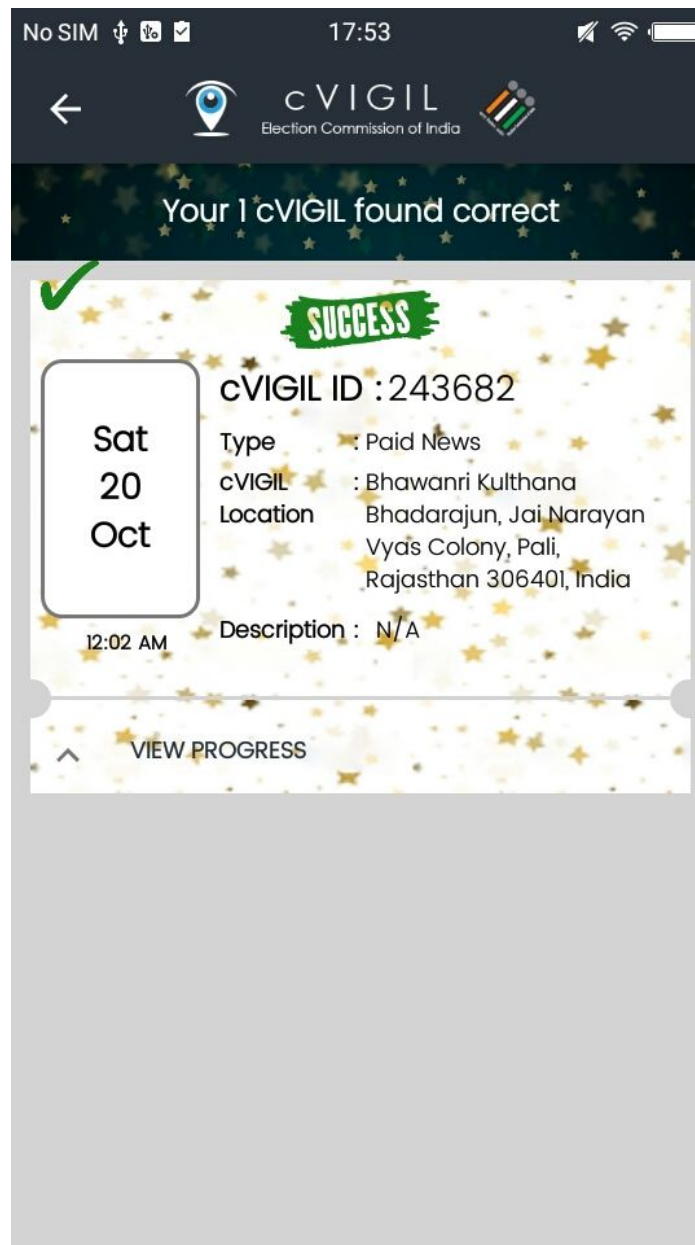 No SIM 17:53
cVIGIL
Election Commission of India
Your 1 cVIGIL found correct
SUCCESS
cVIGIL ID : 243682
Sat
20
Oct
12:02 AM
Type : Paid News
cVIGIL Location : Bhawanri Kulthana
Bhadarajun, Jai Narayan
Vyas Colony, Pali,
Rajasthan 306401, India
Description : N/A
VIEW PROGRESS